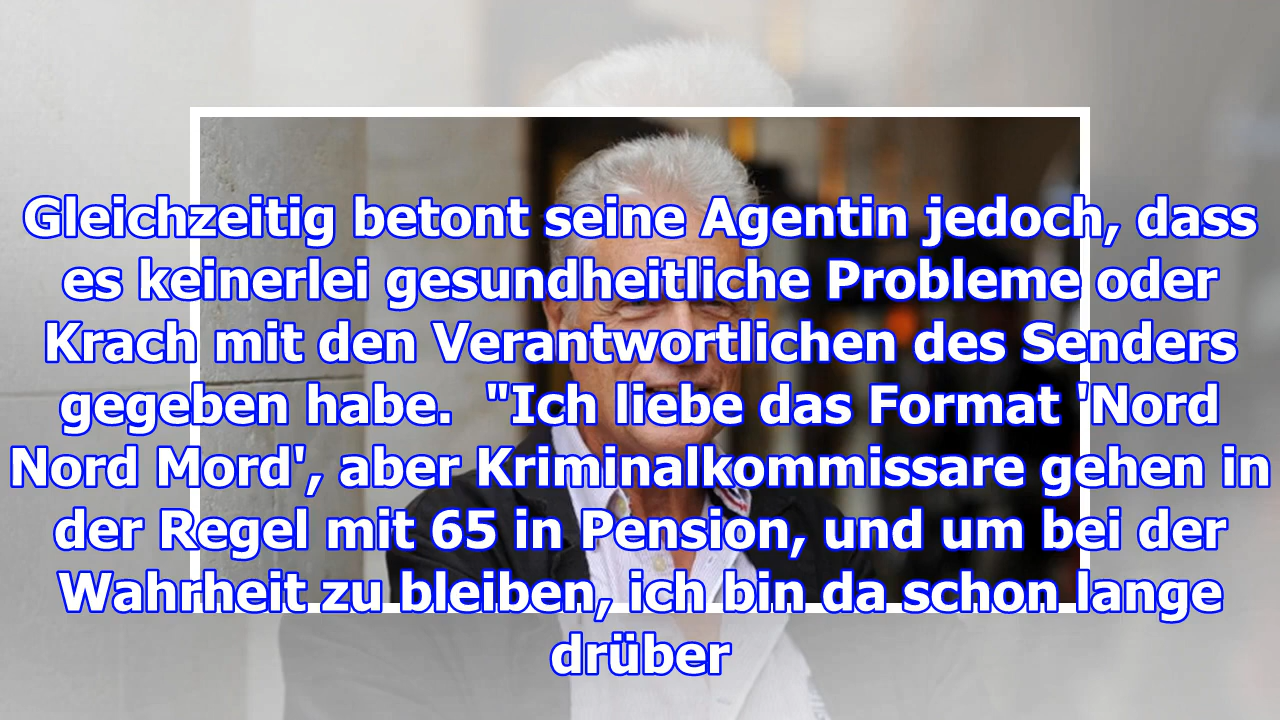 Gleichzeitig betont seine Agentin jedoch, dass
es keinerlei gesundheitliche Probleme oder
Krach mit den Verantwortlichen des Senders
gegeben habe.  "Ich liebe das Format 'Nord
Nord Mord', aber Kriminalkommissare gehen in
der Regel mit 65 in Pension, und um bei der
Wahrheit zu bleiben, ich bin da schon lange
drüber